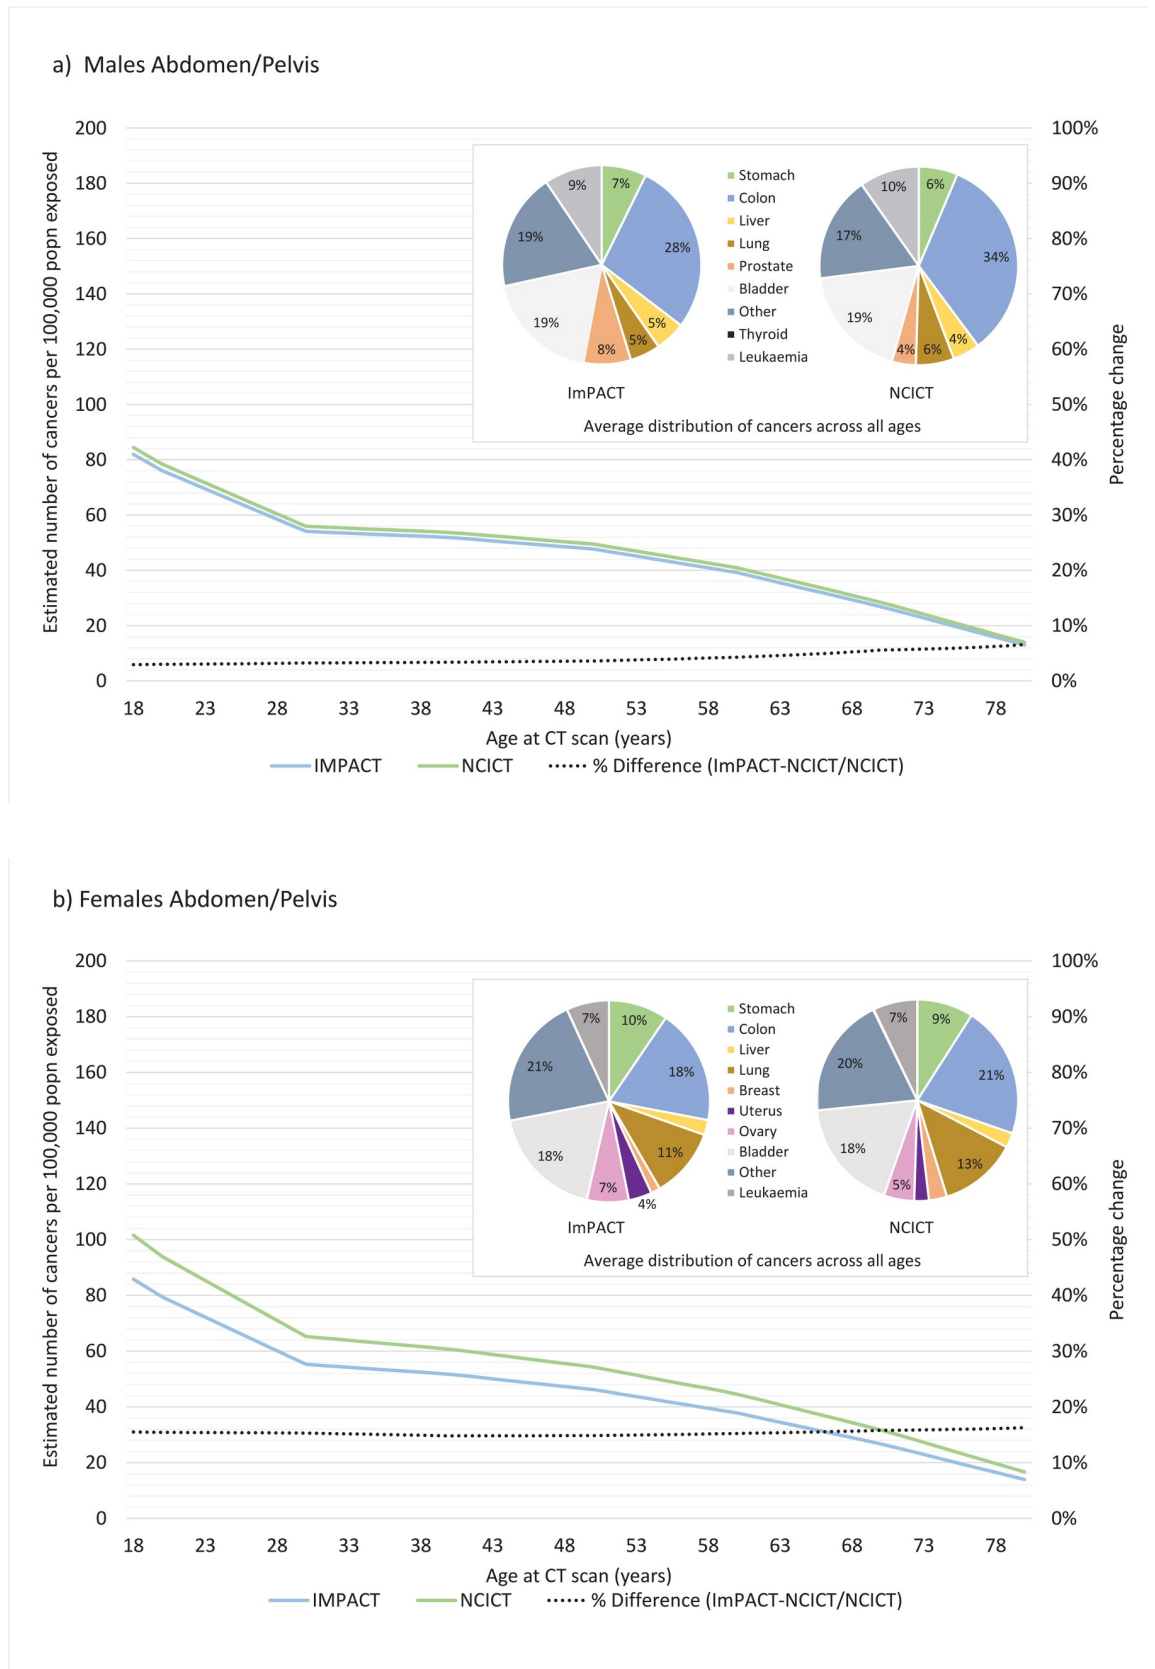 a) Males Abdomen/Pelvis
Estimated number of cancers per 100,000 popn exposed
200
180
160
140
120
100
80
60
40
20
0
100%
90%
80%
70%
60%
50%
40%
30%
20%
10%
0%
Percentage change
9%
7%
28%
5%
5%
8%
19%
19%
ImPACT
Stomach
Colon
Liver
Lung
Prostate
Bladder
Other
Thyroid
Leukaemia
10%
6%
34%
4%
6%
4%
19%
17%
NCICT
Average distribution of cancers across all ages
18 23 28 33 38 43 48 53 58 63 68 73 78
Age at CT scan (years)
IMPACT NCICT % Difference (ImPACT-NCICT/NCICT)
b) Females Abdomen/Pelvis
Estimated number of cancers per 100,000 popn exposed
200
180
160
140
120
100
80
60
40
20
0
100%
90%
80%
70%
60%
50%
40%
30%
20%
10%
0%
Percentage change
7%
10%
18%
11%
4%
7%
18%
21%
ImPACT
Stomach
Colon
Liver
Lung
Breast
Uterus
Ovary
Bladder
Other
Leukaemia
7%
9%
21%
13%
5%
18%
20%
NCICT
Average distribution of cancers across all ages
18 23 28 33 38 43 48 53 58 63 68 73 78
Age at CT scan (years)
IMPACT NCICT % Difference (ImPACT-NCICT/NCICT)